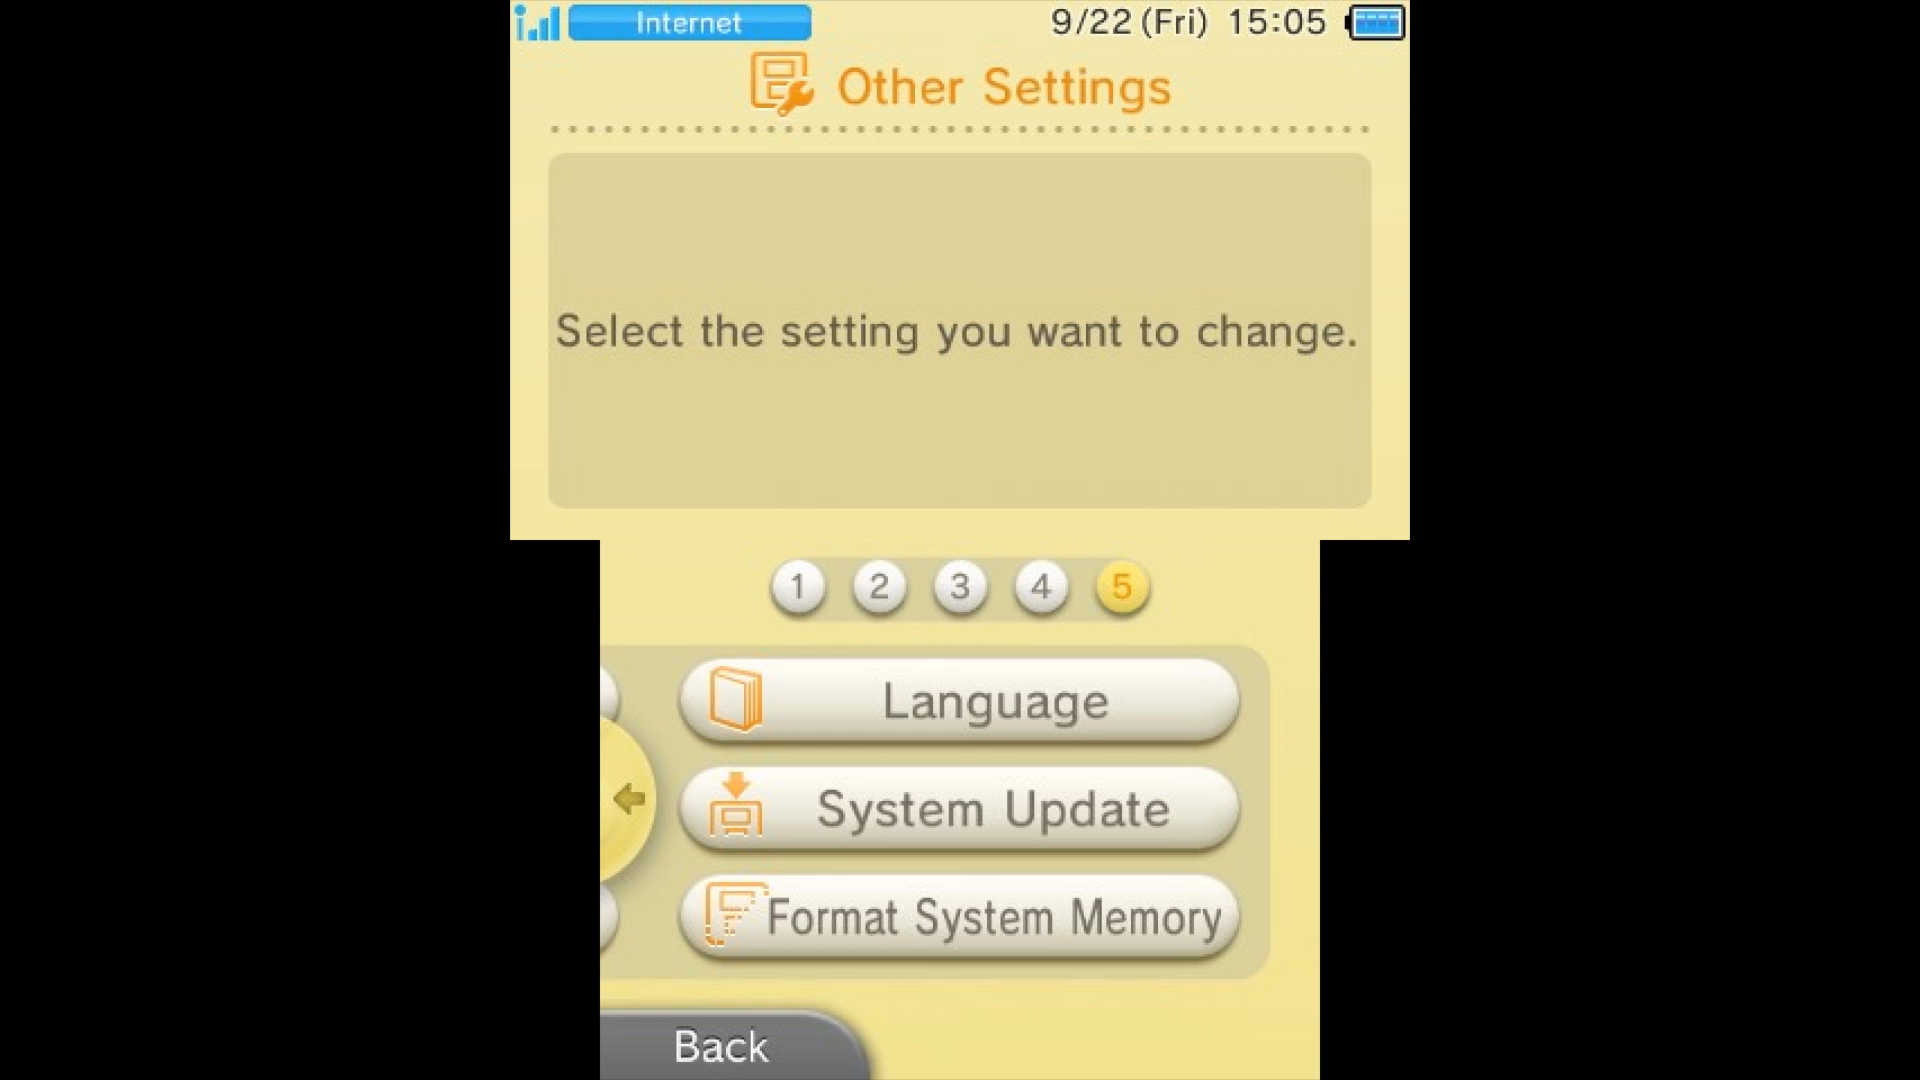 Internet
9/22 (Fri) 15:05
Other Settings
Select the setting you want to change.
1 2 3 4 5
Language
System Update
Format System Memory
Back